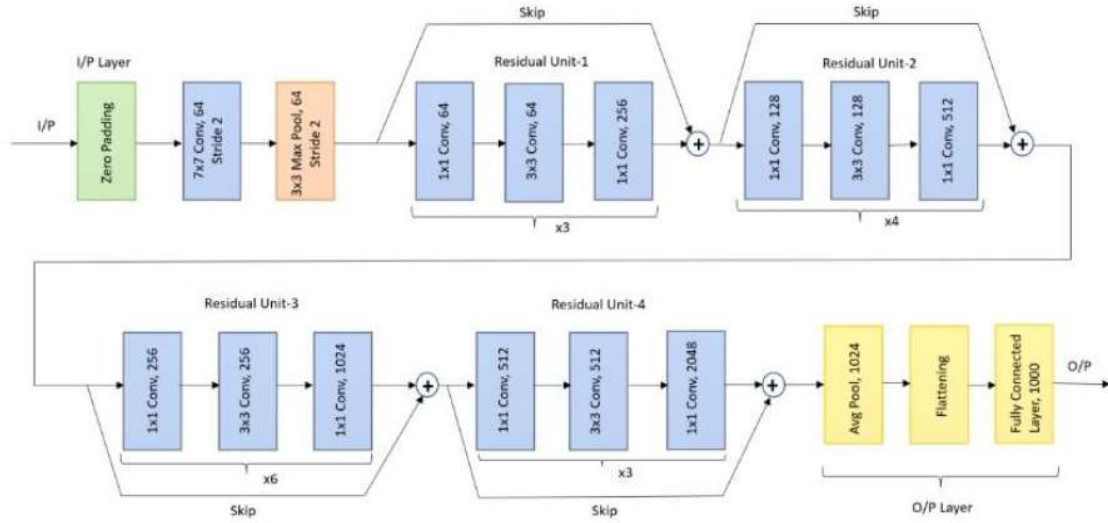 Skip
Skip
I/P Layer
Residual Unit-1
Residual Unit-2
I/P
Zero Padding
7x7 Conv, 64
Stride 2
3x3 Max Pool, 64
Stride 2
1x1 Conv, 64
3x3 Conv, 64
1x1 Conv, 256
+
1x1 Conv, 128
3x3 Conv, 128
1x1 Conv, 512
+
x3
x4
Residual Unit-3
Residual Unit-4
1x1 Conv, 256
3x3 Conv, 256
1x1 Conv, 1024
+
1x1 Conv, 512
3x3 Conv, 512
1x1 Conv, 2048
+
Avg Pool, 1024
Flattening
Fully Connected
Layer, 1000
O/P
x6
x3
Skip
Skip
O/P Layer